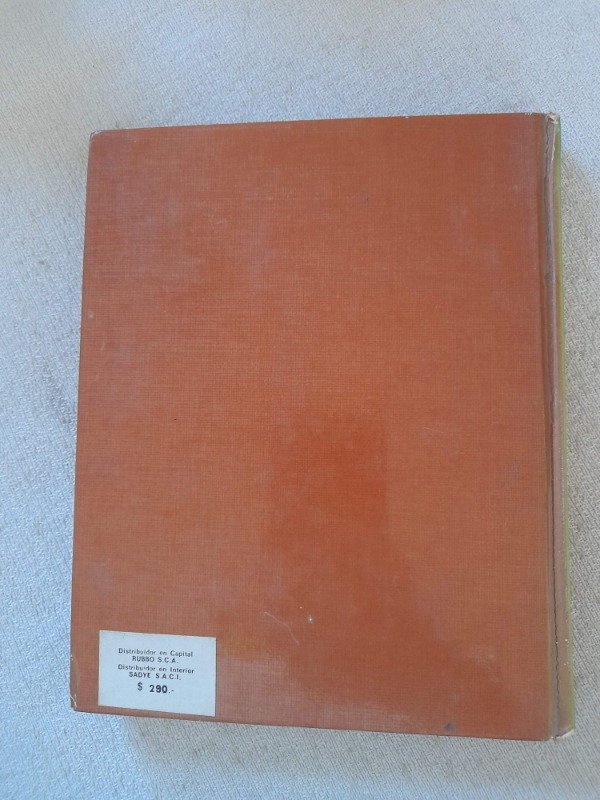 Distribuidor en Capital
RUBBO S.C.A.
Distribuidor en Interior
SADYE S.A.C.I.
$ 290.-